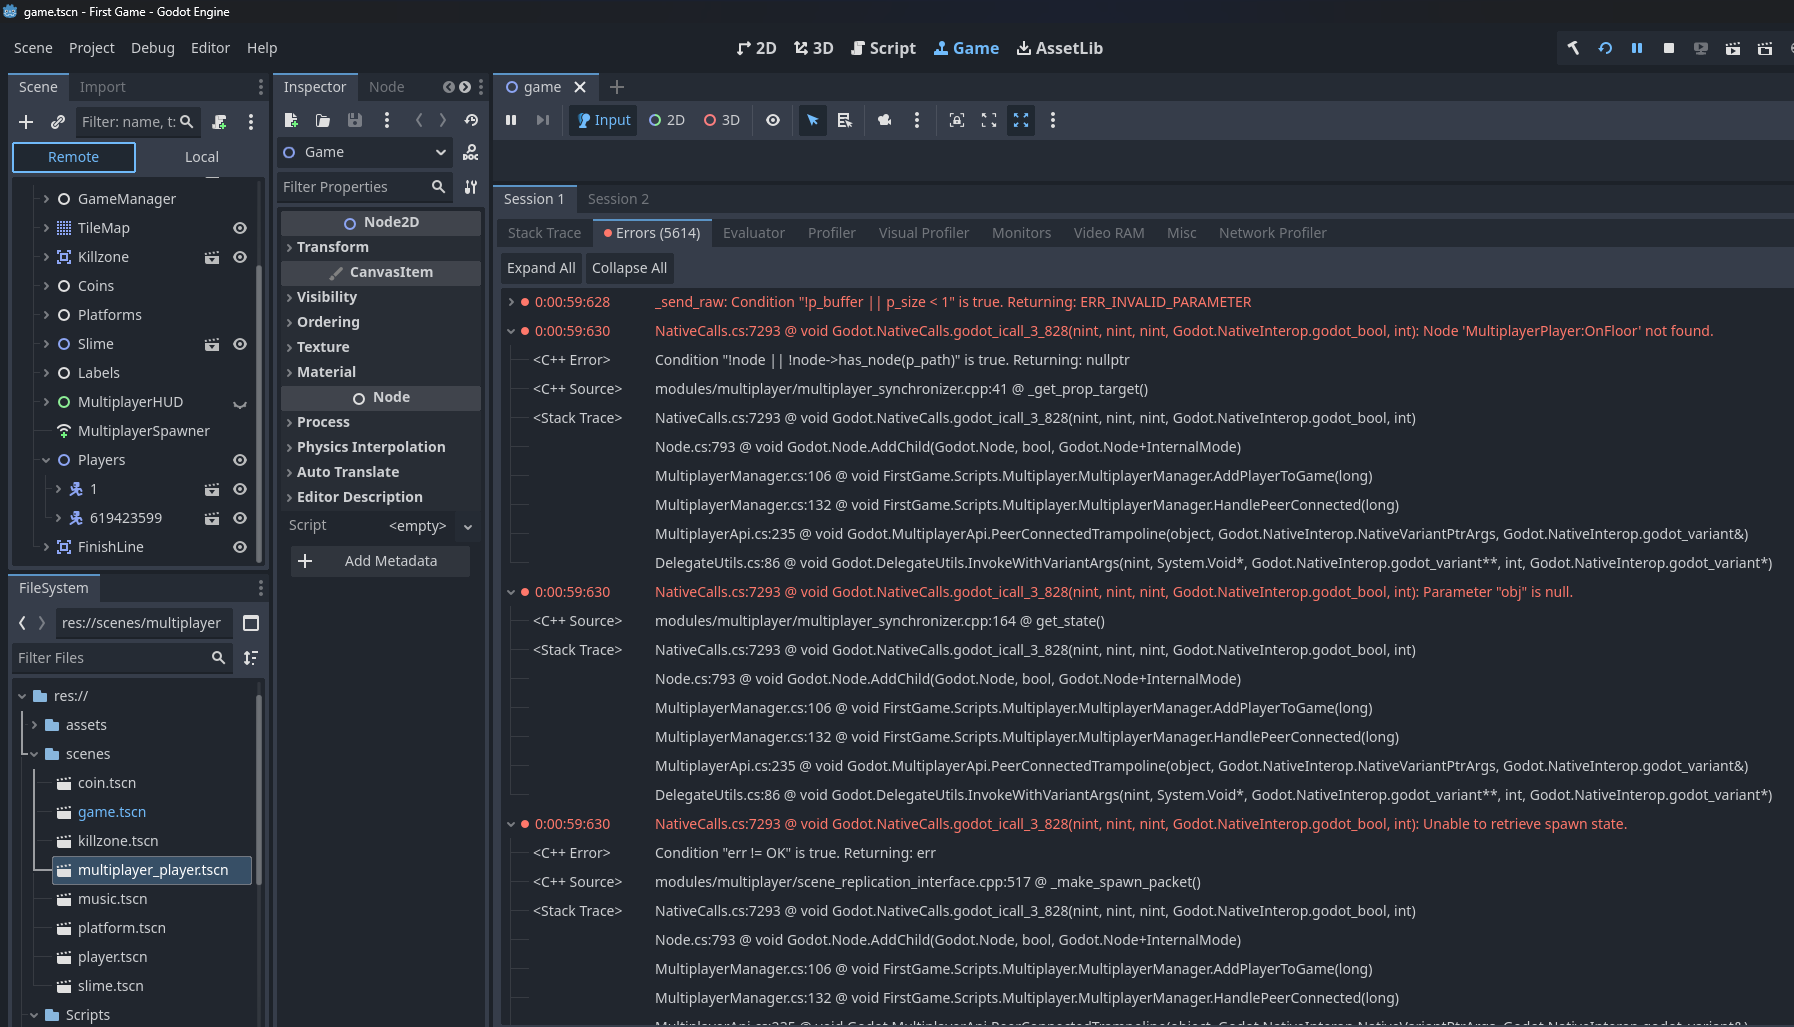 game.tscn - First Game - Godot Engine
Scene Project Debug Editor Help
2D 3D Script Game AssetLib
Scene Import
Filter: name, t:
Remote Local
GameManager
TileMap
Killzone
Coins
Platforms
Slime
Labels
MultiplayerHUD
MultiplayerSpawner
Players
1
619423599
FinishLine
FileSystem
res://scenes/multiplayer
Filter Files
res://
assets
scenes
coin.tscn
game.tscn
killzone.tscn
multiplayer_player.tscn
music.tscn
platform.tscn
player.tscn
slime.tscn
Scripts
Inspector Node
Game
DOC
Filter Properties
Node2D
Transform
CanvasItem
Visibility
Ordering
Texture
Material
Node
Process
Physics Interpolation
Auto Translate
Editor Description
Script <empty>
Add Metadata
game
Input 2D 3D
Session 1 Session 2
Stack Trace Errors (5614) Evaluator Profiler Visual Profiler Monitors Video RAM Misc Network Profiler
Expand All Collapse All
0:00:59:628 _send_raw: Condition "!p_buffer || p_size < 1" is true. Returning: ERR_INVALID_PARAMETER
0:00:59:630 NativeCalls.cs:7293 @ void Godot.NativeCalls.godot_icall_3_828(nint, nint, nint, Godot.NativeInterop.godot_bool, int): Node 'MultiplayerPlayer:OnFloor' not found.
<C++ Error> Condition "!node || !node->has_node(p_path)" is true. Returning: nullptr
<C++ Source> modules/multiplayer/multiplayer_synchronizer.cpp:41 @ _get_prop_target()
<Stack Trace> NativeCalls.cs:7293 @ void Godot.NativeCalls.godot_icall_3_828(nint, nint, nint, Godot.NativeInterop.godot_bool, int)
Node.cs:793 @ void Godot.Node.AddChild(Godot.Node, bool, Godot.Node+InternalMode)
MultiplayerManager.cs:106 @ void FirstGame.Scripts.Multiplayer.MultiplayerManager.AddPlayerToGame(long)
MultiplayerManager.cs:132 @ void FirstGame.Scripts.Multiplayer.MultiplayerManager.HandlePeerConnected(long)
MultiplayerApi.cs:235 @ void Godot.MultiplayerApi.PeerConnectedTrampoline(object, Godot.NativeInterop.NativeVariantPtrArgs, Godot.NativeInterop.godot_variant&)
DelegateUtils.cs:86 @ void Godot.DelegateUtils.InvokeWithVariantArgs(nint, System.Void*, Godot.NativeInterop.godot_variant**, int, Godot.NativeInterop.godot_variant*)
0:00:59:630 NativeCalls.cs:7293 @ void Godot.NativeCalls.godot_icall_3_828(nint, nint, nint, Godot.NativeInterop.godot_bool, int): Parameter "obj" is null.
<C++ Source> modules/multiplayer/multiplayer_synchronizer.cpp:164 @ get_state()
<Stack Trace> NativeCalls.cs:7293 @ void Godot.NativeCalls.godot_icall_3_828(nint, nint, nint, Godot.NativeInterop.godot_bool, int)
Node.cs:793 @ void Godot.Node.AddChild(Godot.Node, bool, Godot.Node+InternalMode)
MultiplayerManager.cs:106 @ void FirstGame.Scripts.Multiplayer.MultiplayerManager.AddPlayerToGame(long)
MultiplayerManager.cs:132 @ void FirstGame.Scripts.Multiplayer.MultiplayerManager.HandlePeerConnected(long)
MultiplayerApi.cs:235 @ void Godot.MultiplayerApi.PeerConnectedTrampoline(object, Godot.NativeInterop.NativeVariantPtrArgs, Godot.NativeInterop.godot_variant&)
DelegateUtils.cs:86 @ void Godot.DelegateUtils.InvokeWithVariantArgs(nint, System.Void*, Godot.NativeInterop.godot_variant**, int, Godot.NativeInterop.godot_variant*)
0:00:59:630 NativeCalls.cs:7293 @ void Godot.NativeCalls.godot_icall_3_828(nint, nint, nint, Godot.NativeInterop.godot_bool, int): Unable to retrieve spawn state.
<C++ Error> Condition "err != OK" is true. Returning: err
<C++ Source> modules/multiplayer/scene_replication_interface.cpp:517 @ _make_spawn_packet()
<Stack Trace> NativeCalls.cs:7293 @ void Godot.NativeCalls.godot_icall_3_828(nint, nint, nint, Godot.NativeInterop.godot_bool, int)
Node.cs:793 @ void Godot.Node.AddChild(Godot.Node, bool, Godot.Node+InternalMode)
MultiplayerManager.cs:106 @ void FirstGame.Scripts.Multiplayer.MultiplayerManager.AddPlayerToGame(long)
MultiplayerManager.cs:132 @ void FirstGame.Scripts.Multiplayer.MultiplayerManager.HandlePeerConnected(long)